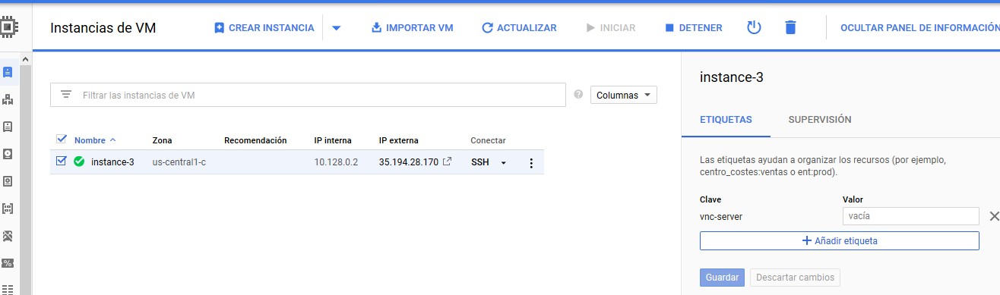 Instancias de VM
CREAR INSTANCIA
IMPORTAR VM
ACTUALIZAR
INICIAR
DETENER
OCULTAR PANEL DE INFORMACIÓN
Filtrar las instancias de VM
Columnas
Nombre Zona Recomendación IP interna IP externa Conectar
instance-3 us-central1-c 10.128.0.2 35.194.28.170 SSH
instance-3
ETIQUETAS SUPERVISIÓN
Las etiquetas ayudan a organizar los recursos (por ejemplo,
centro_costes:ventas o ent:prod).
Clave Valor
vnc-server vacía
Añadir etiqueta
Guardar Descartar cambios